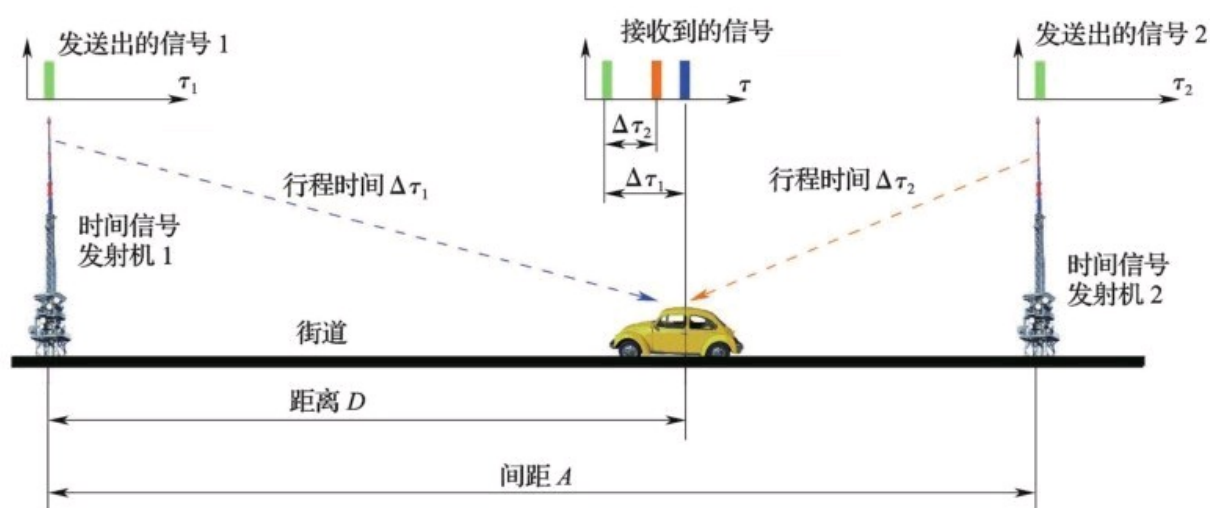 发送出的信号 1
接收到的信号
发送出的信号 2
τ₁
τ
τ₂
Δτ₂
Δτ₁
行程时间 Δτ₁
行程时间 Δτ₂
时间信号
发射机 1
时间信号
发射机 2
街道
距离 D
间距 A